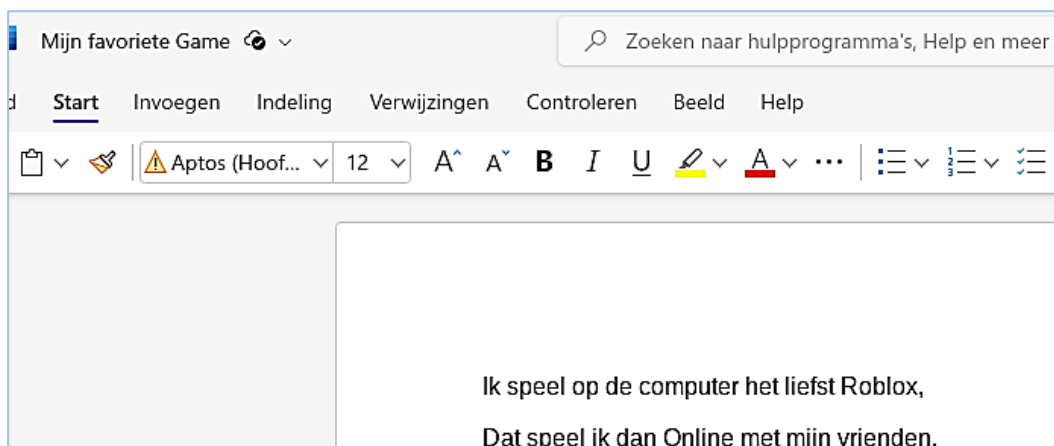 Mijn favoriete Game
Zoeken naar hulpprogramma's, Help en meer
Start Invoegen Indeling Verwijzingen Controleren Beeld Help
Aptos (Hoof... 12 A A B I U A
Ik speel op de computer het liefst Roblox,
Dat speel ik dan Online met mijn vrienden.